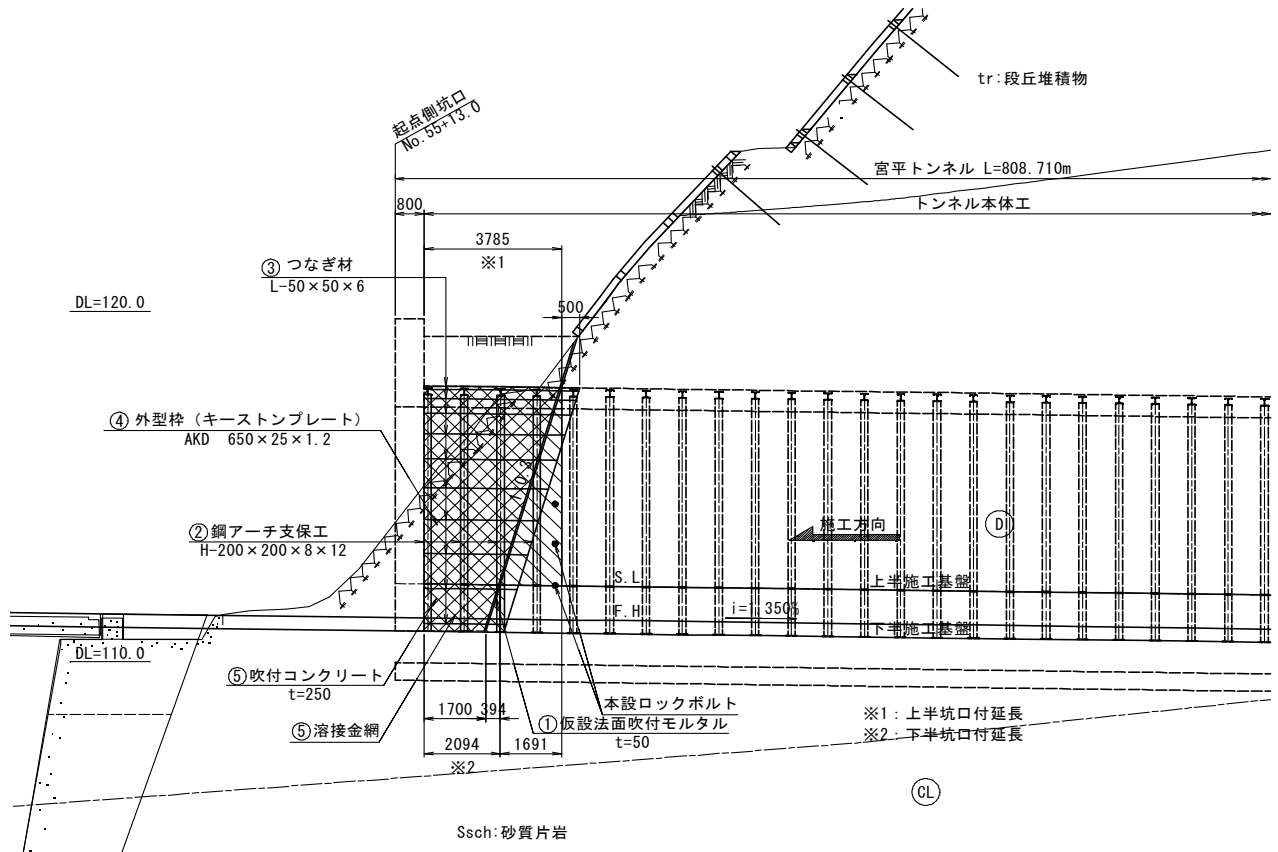 tr:段丘堆積物
起点側坑口
No.55+13.0
宮平トンネル L=808.710m
800
トンネル本体工
3785
※1
③ つなぎ材
L-50×50×6
DL=120.0
500
④ 外型枠（キーストンプレート）
AKD 650×25×1.2
②鋼アーチ支保工
H-200×200×8×12
施工方向
D
S.L
上半施工基盤
F.H
下半施工基盤
DL=110.0
⑤吹付コンクリート
t=250
本設ロックボルト
1700 394
①仮設法面吹付モルタル
t=50
⑤溶接金網
2094
1691
※2
※1：上半坑口付延長
※2：下半坑口付延長
CL
Ssch:砂質片岩